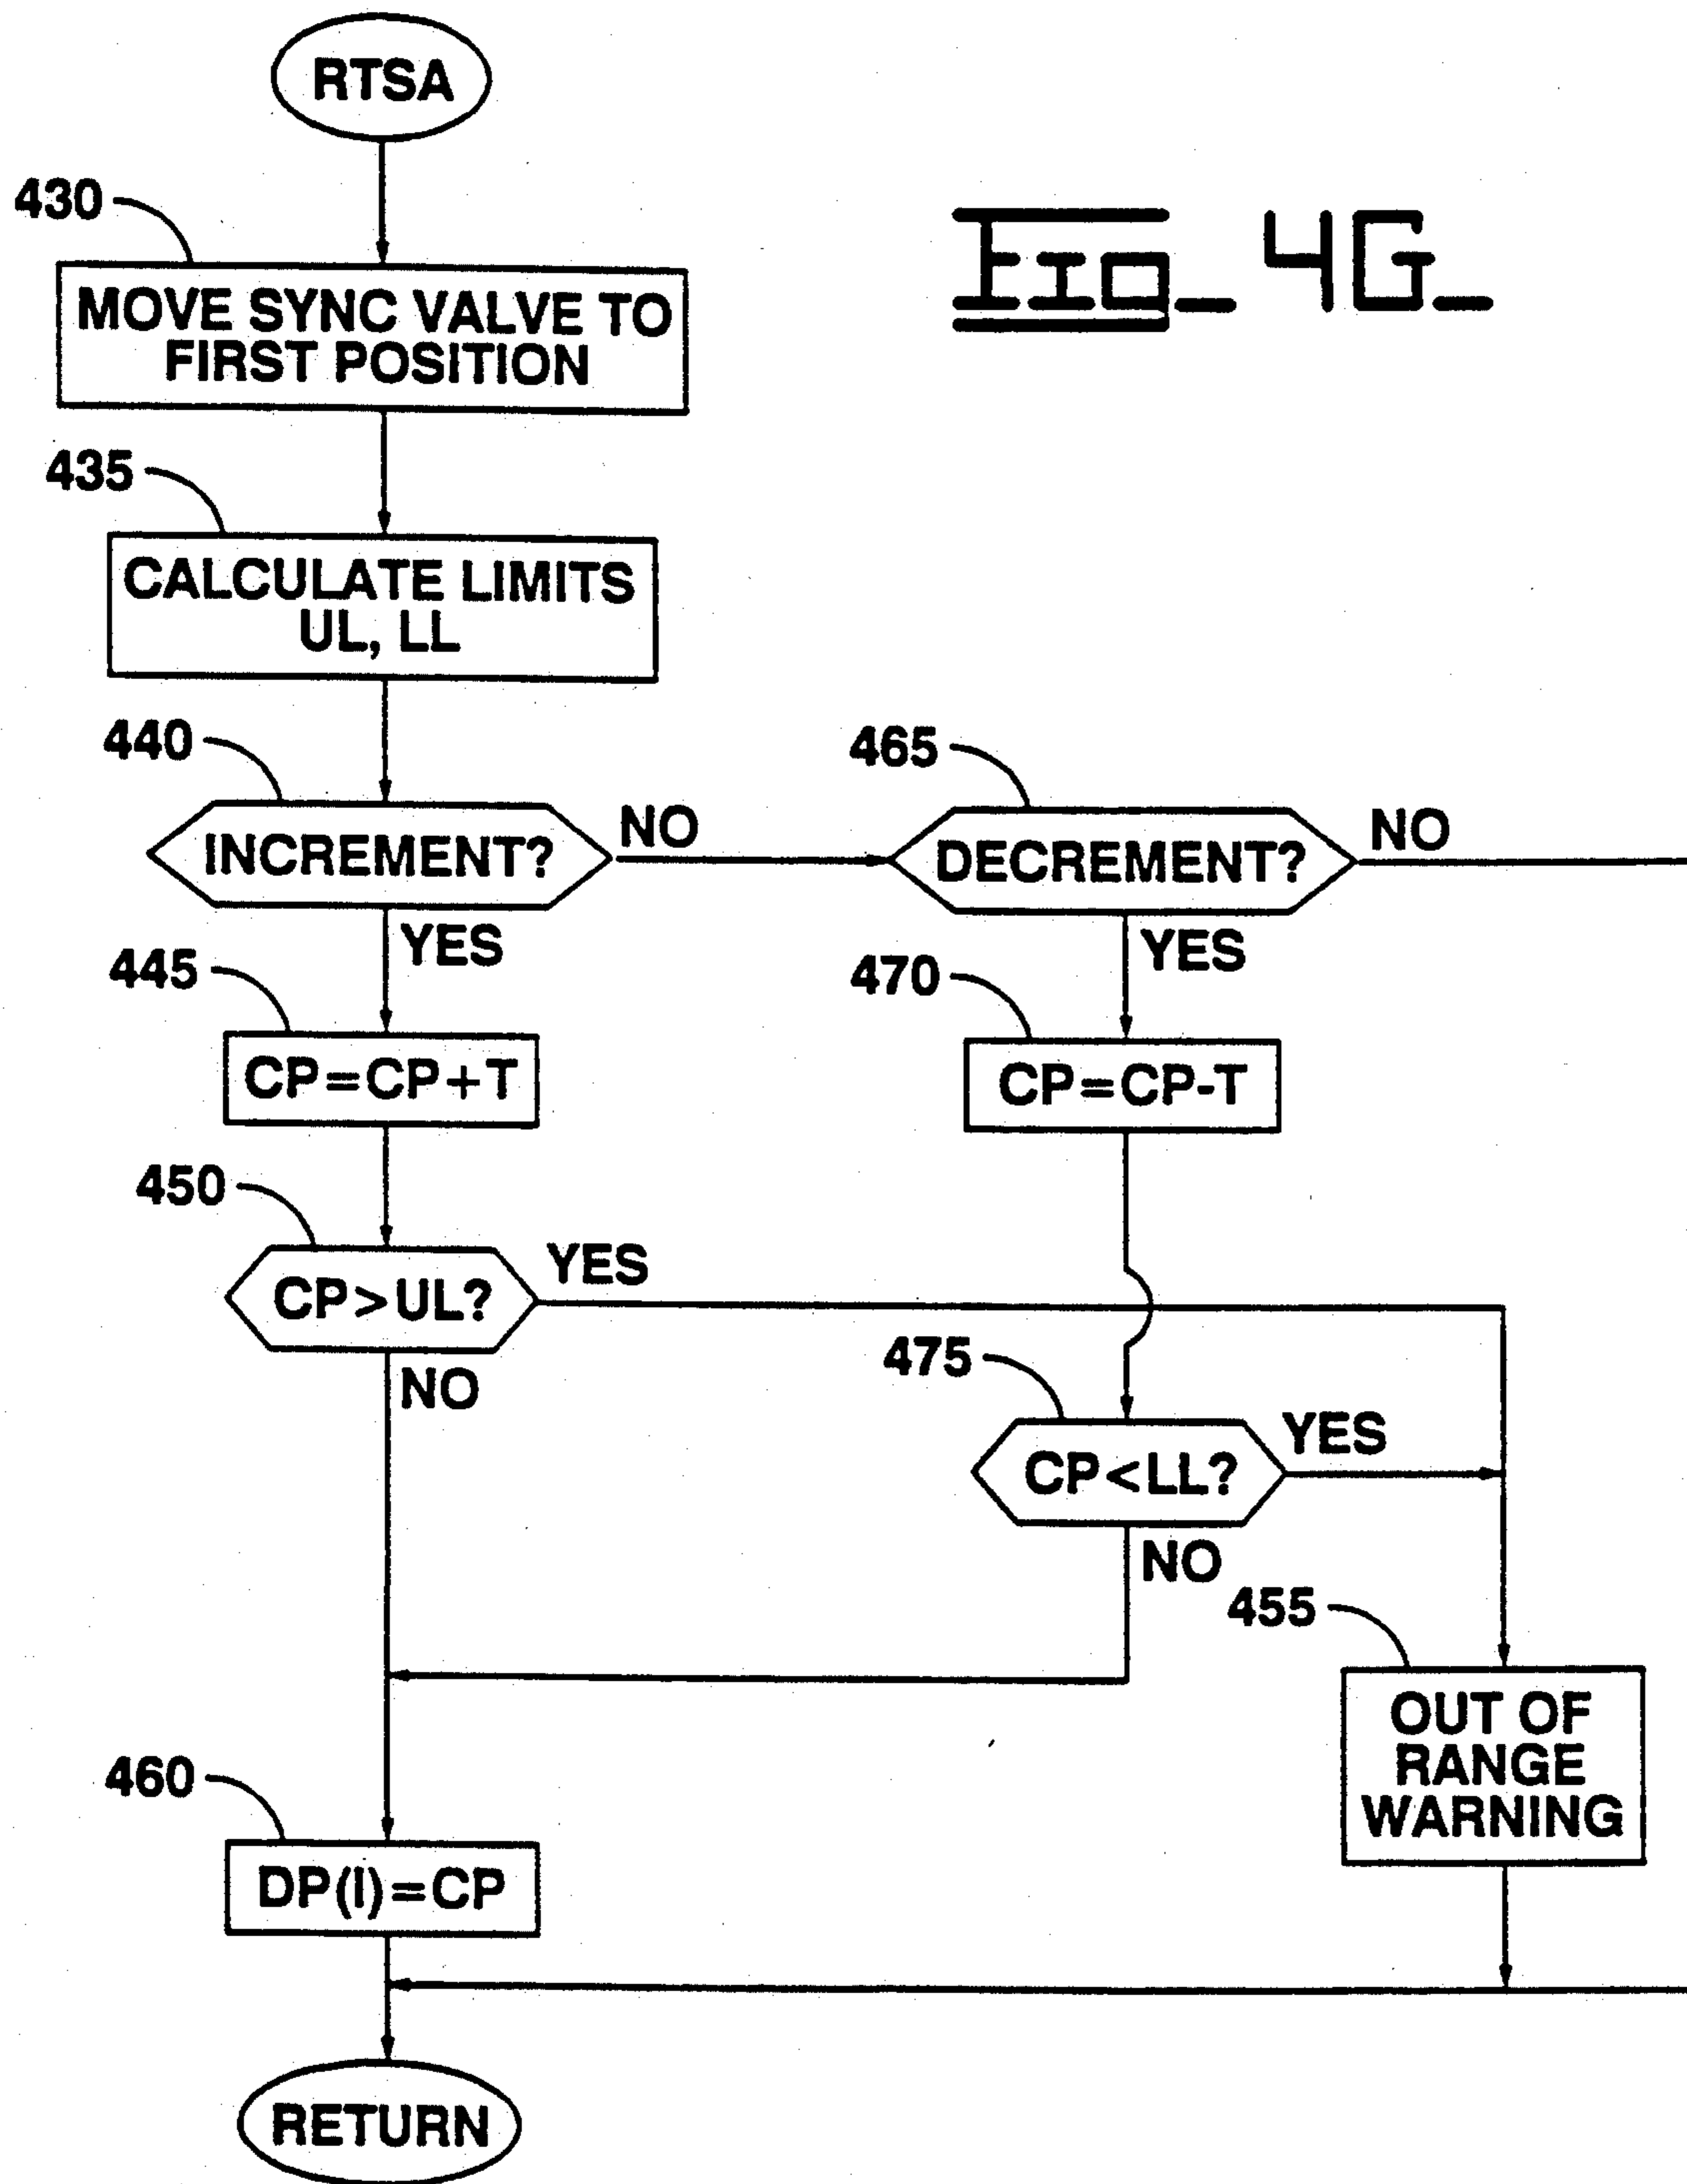 RTSA
430
Fig_ 4G_
MOVE SYNC VALVE TO
FIRST POSITION
435
CALCULATE LIMITS
UL, LL
440
INCREMENT?
NO
465
DECREMENT?
NO
YES
YES
445
CP=CP+T
470
CP=CP-T
450
CP>UL?
YES
NO
475
CP<LL?
YES
NO
455
OUT OF
RANGE
WARNING
460
DP(I)=CP
RETURN